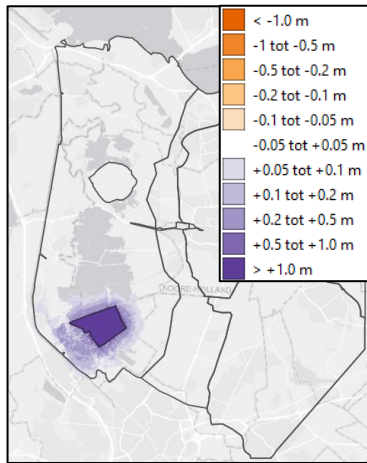 < -1.0 m
-1 tot -0.5 m
-0.5 tot -0.2 m
-0.2 tot -0.1 m
-0.1 tot -0.05 m
-0.05 tot +0.05 m
+0.05 tot +0.1 m
+0.1 tot +0.2 m
+0.2 tot +0.5 m
+0.5 tot +1.0 m
> +1.0 m
NOORD-HOLLAND